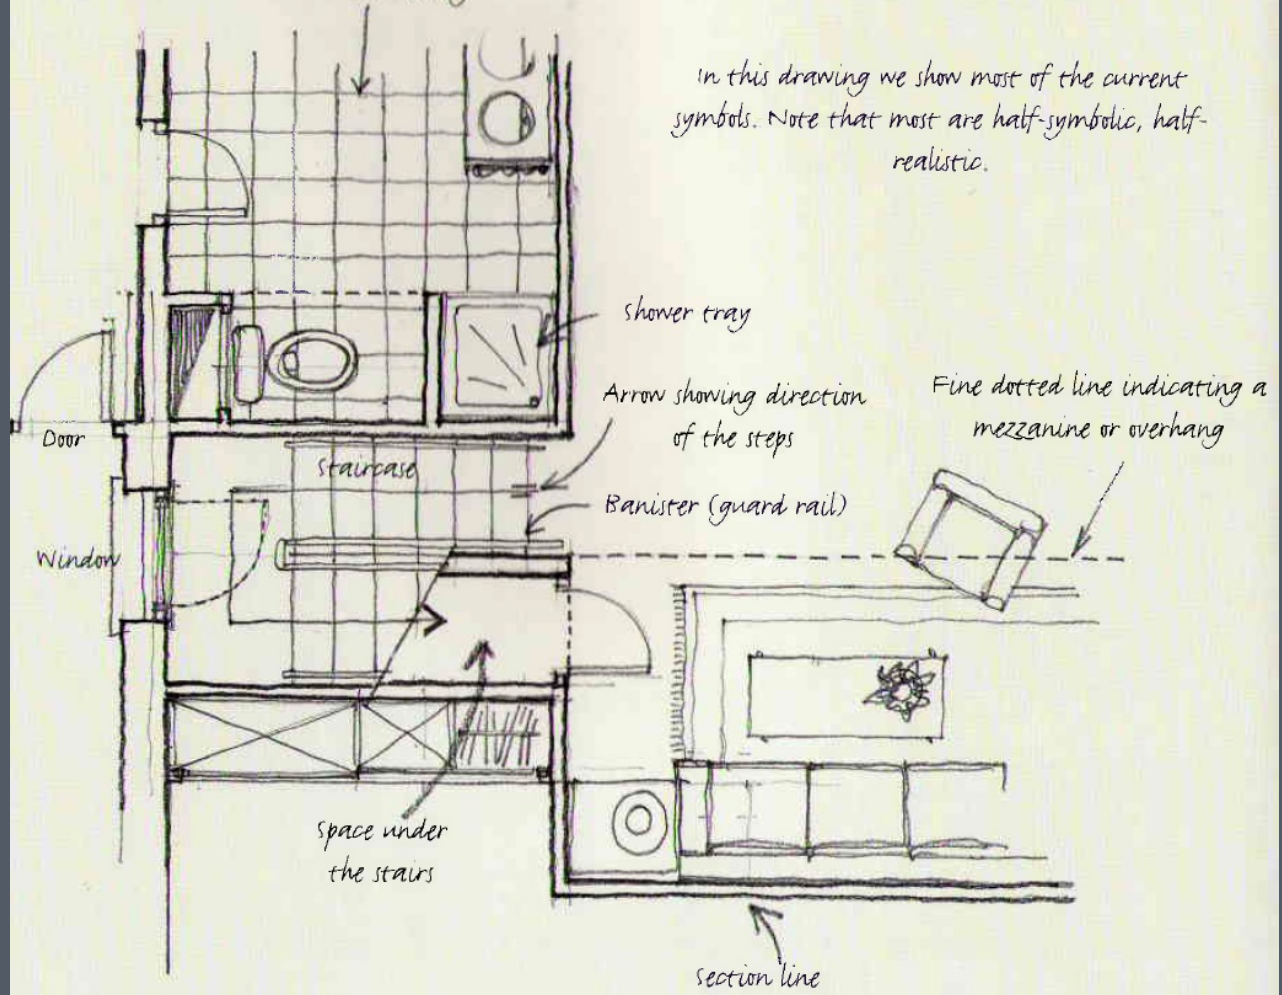 In this drawing we show most of the current
symbols. Note that most are half-symbolic, half-
realistic.
Shower tray
Arrow showing direction
of the steps
Fine dotted line indicating a
mezzanine or overhang
Door
Staircase
Banister (guard rail)
Window
Space under
the stairs
Section line